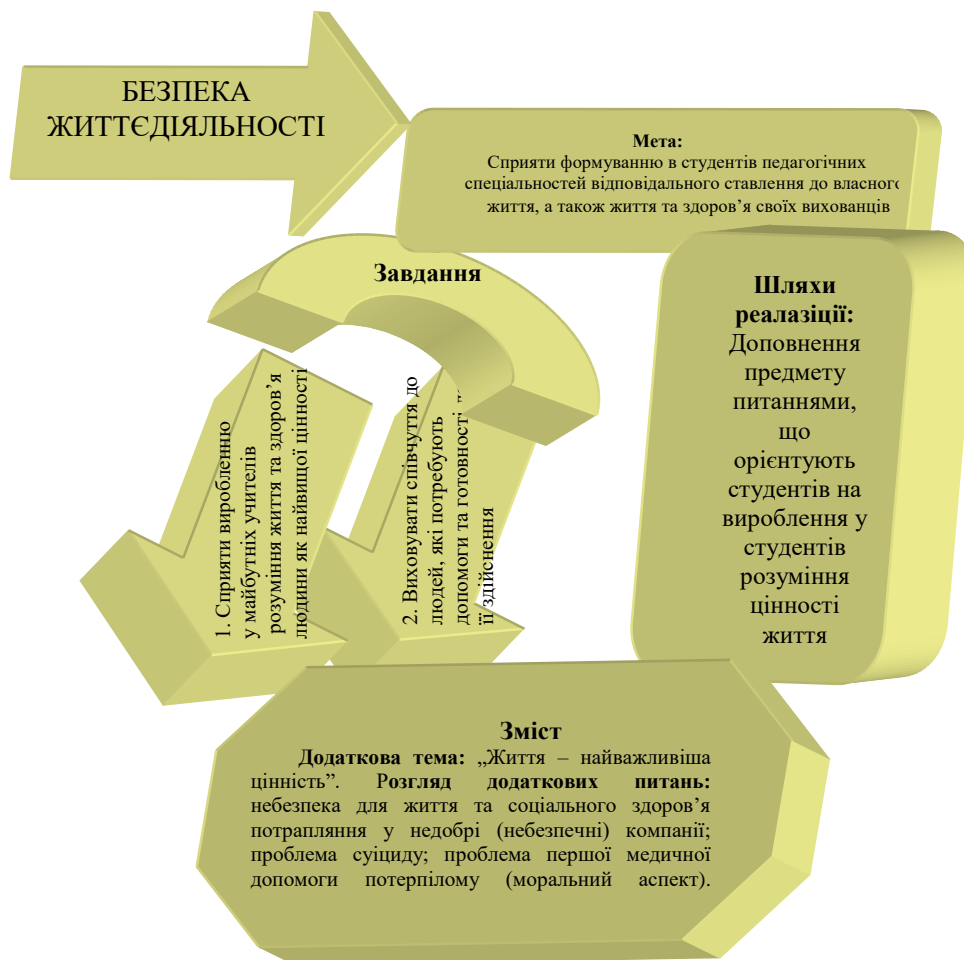 БЕЗПЕКА
ЖИТТЄДІЯЛЬНОСТІ
Мета:
Сприяти формуванню в студентів педагогічних
спеціальностей відповідального ставлення до власного
життя, а також життя та здоров’я своїх вихованців
Завдання
1. Сприяти виробленню
у майбутніх учителів
розуміння життя та здоров’я
людини як найвищої цінності
2. Виховувати співчуття до
людей, які потребують
допомоги та готовності
її здійснення
Шляхи
реалазіції:
Доповнення
предмету
питаннями,
що
орієнтують
студентів на
вироблення у
студентів
розуміння
цінності
життя
Зміст
Додаткова тема: „Життя – найважливіша
цінність”. Розгляд додаткових питань:
небезпека для життя та соціального здоров’я
потрапляння у недобрі (небезпечні) компанії;
проблема суіциду; проблема першої медичної
допомоги потерпілому (моральний аспект).